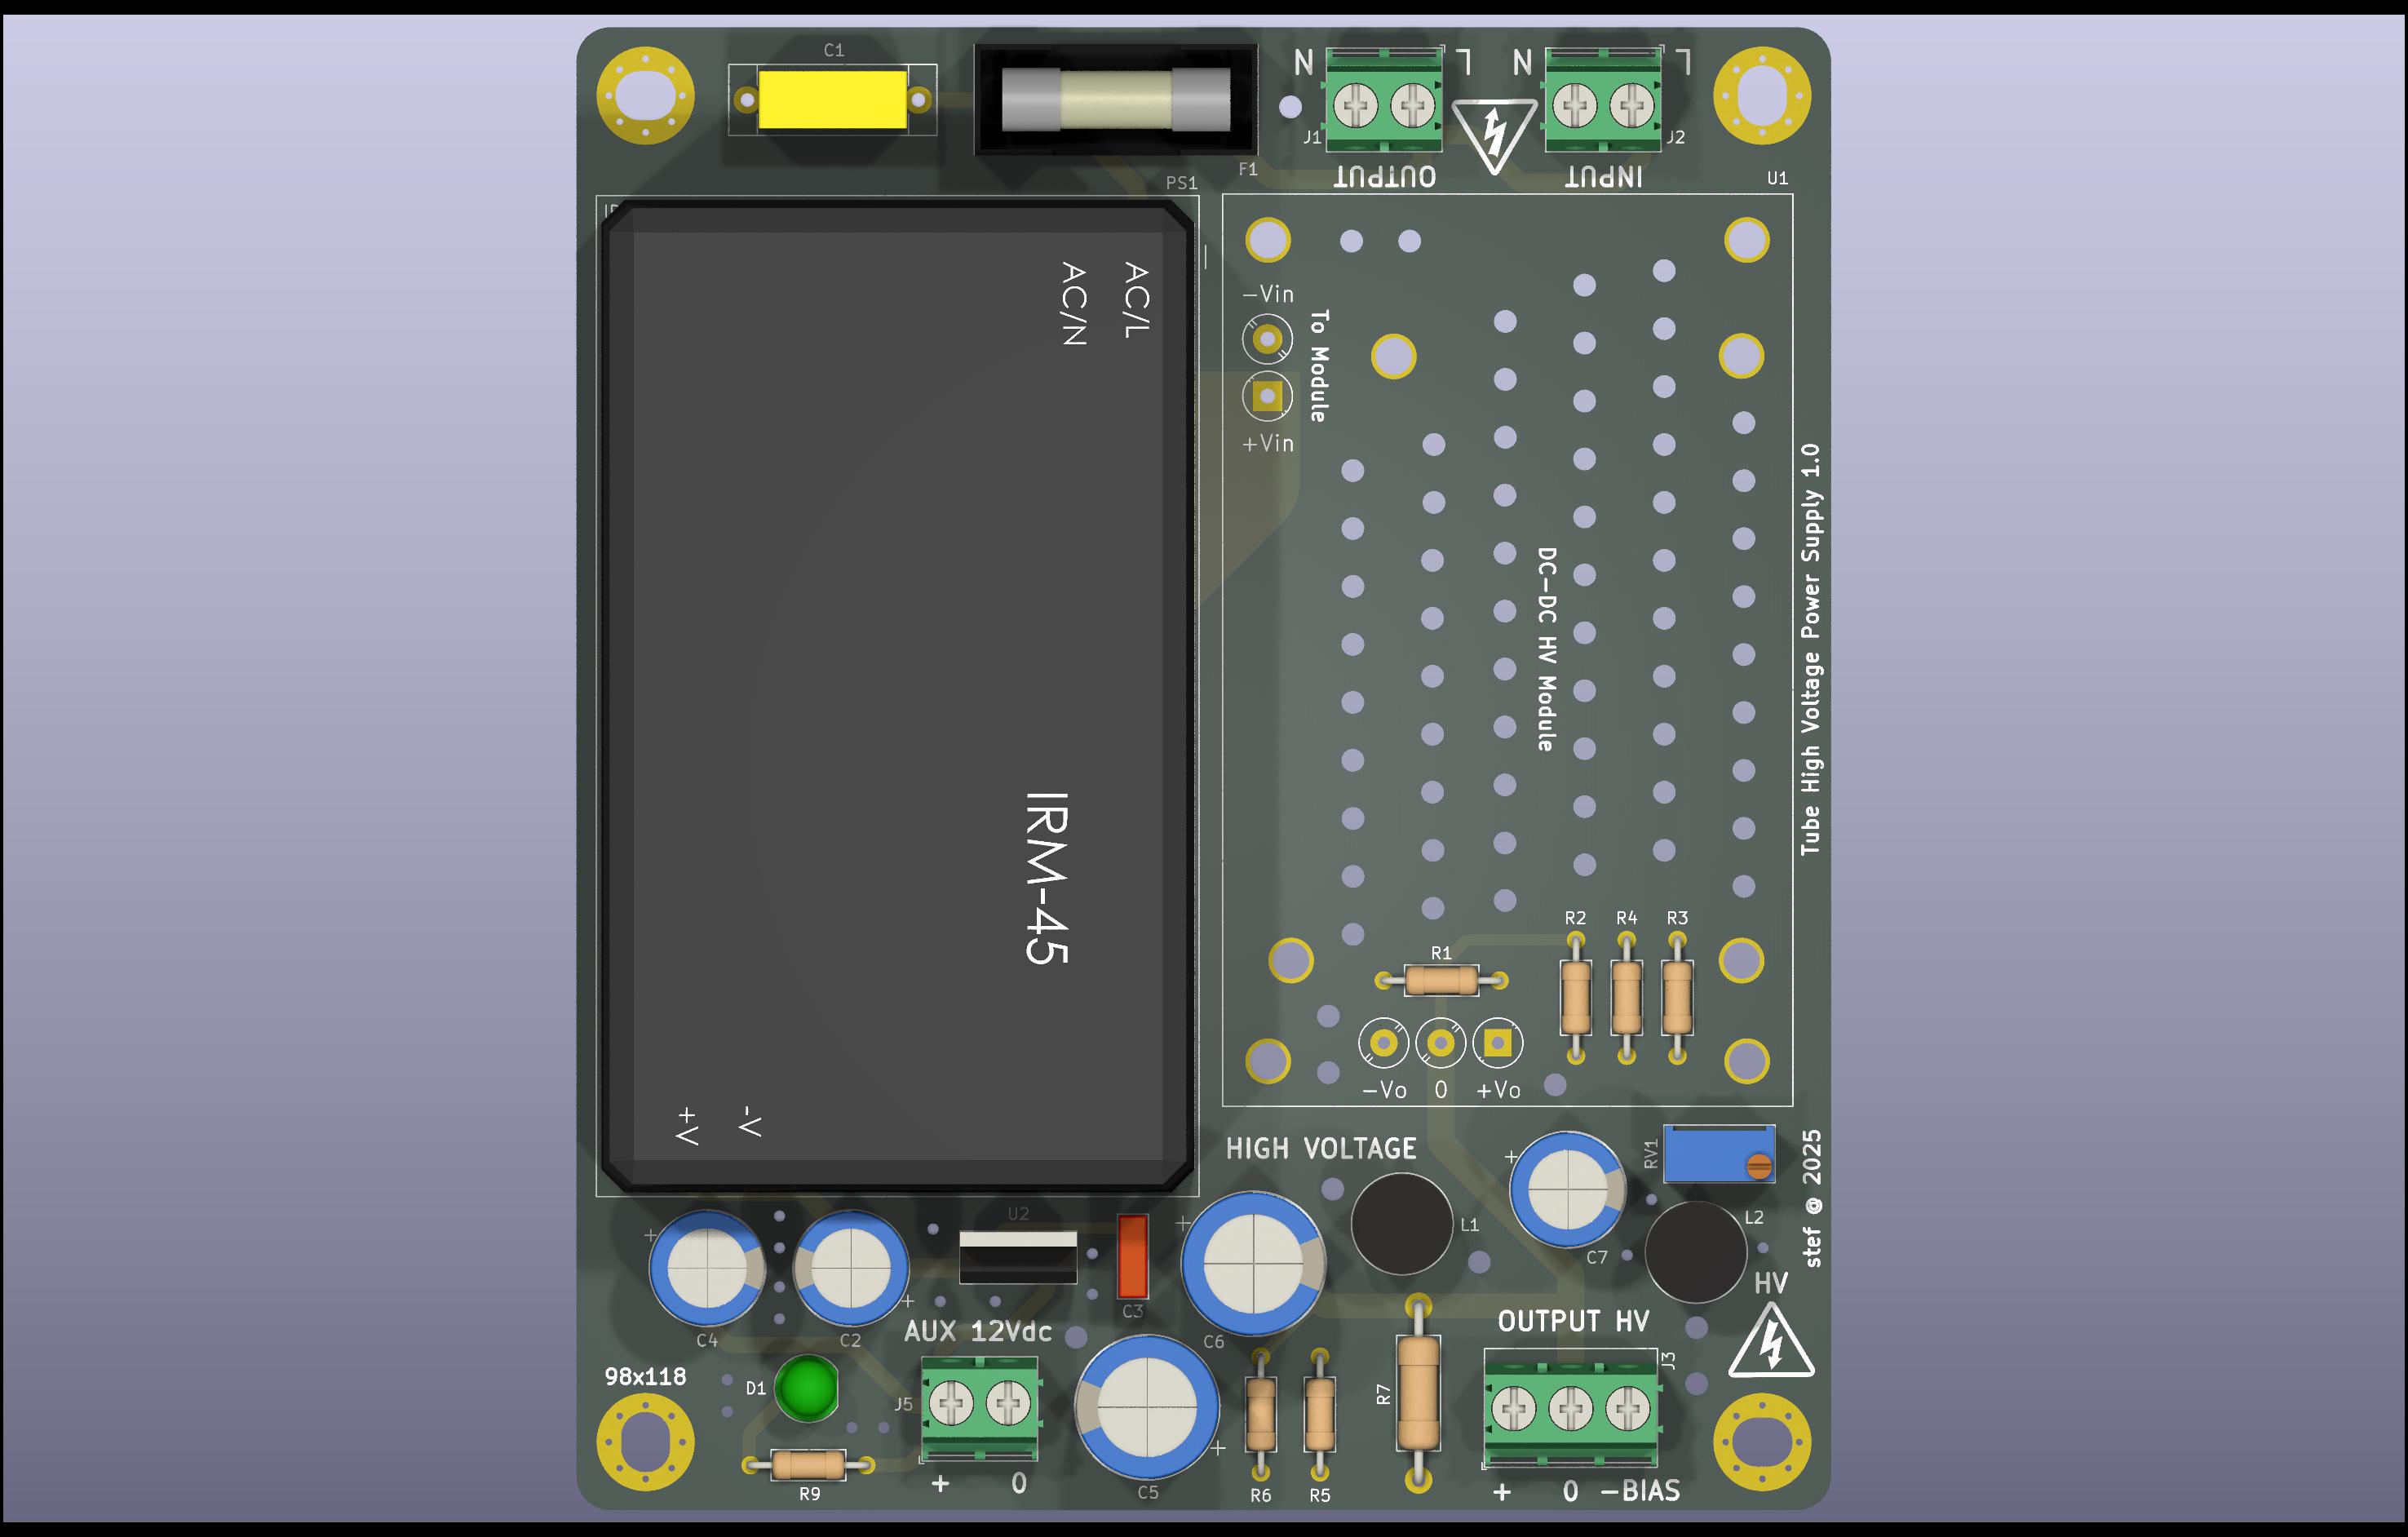 C1
N
L
N
L
J1
J2
F1
OUTPUT
INPUT
PS1
U1
AC/L
AC/N
-Vin
To Module
+Vin
DC-DC HV Module
Tube High Voltage Power Supply 1.0
IRM-45
R2
R4
R3
R1
-Vo
0
+Vo
+V
-V
HIGH VOLTAGE
RV1
stef @ 2025
+
+
+
U2
L1
L2
C7
C3
HV
OUTPUT HV
AUX 12Vdc
+
C4
C2
C6
J3
98x118
D1
J5
R7
+
+
0
C5
R6
R5
R9
+
0
-BIAS